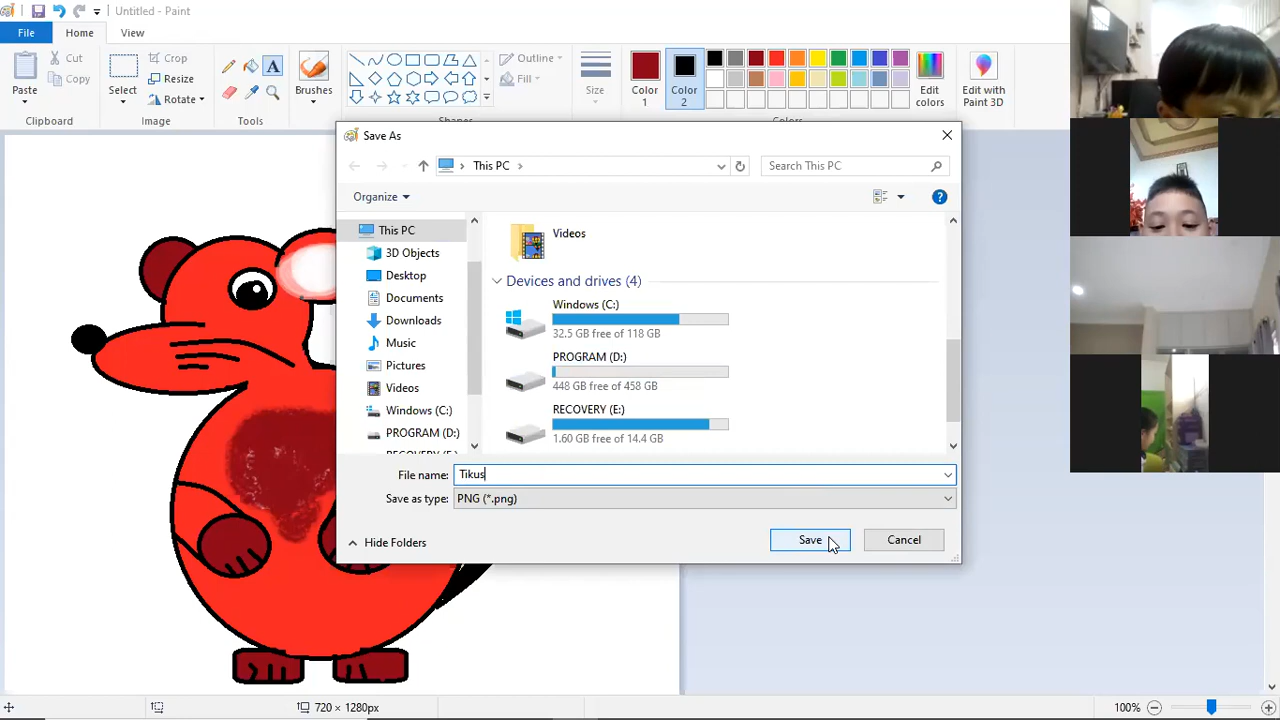 Untitled - Paint
File
Home
View
Paste
Cut
Copy
Clipboard
Select
Crop
Resize
Rotate
Image
A
Tools
Brushes
Outline
Fill
Shapes
Size
Color 1
Color 2
Edit colors
Edit with Paint 3D
Colors
Save As
This PC
Search This PC
Organize
This PC
3D Objects
Desktop
Documents
Downloads
Music
Pictures
Videos
Windows (C:)
PROGRAM (D:)
RECOVERY (E:)
Videos
Devices and drives (4)
Windows (C:)
32.5 GB free of 118 GB
PROGRAM (D:)
448 GB free of 458 GB
RECOVERY (E:)
1.60 GB free of 14.4 GB
File name: Tikus
Save as type: PNG (*.png)
Hide Folders
Save
Cancel
720 × 1280px
100%